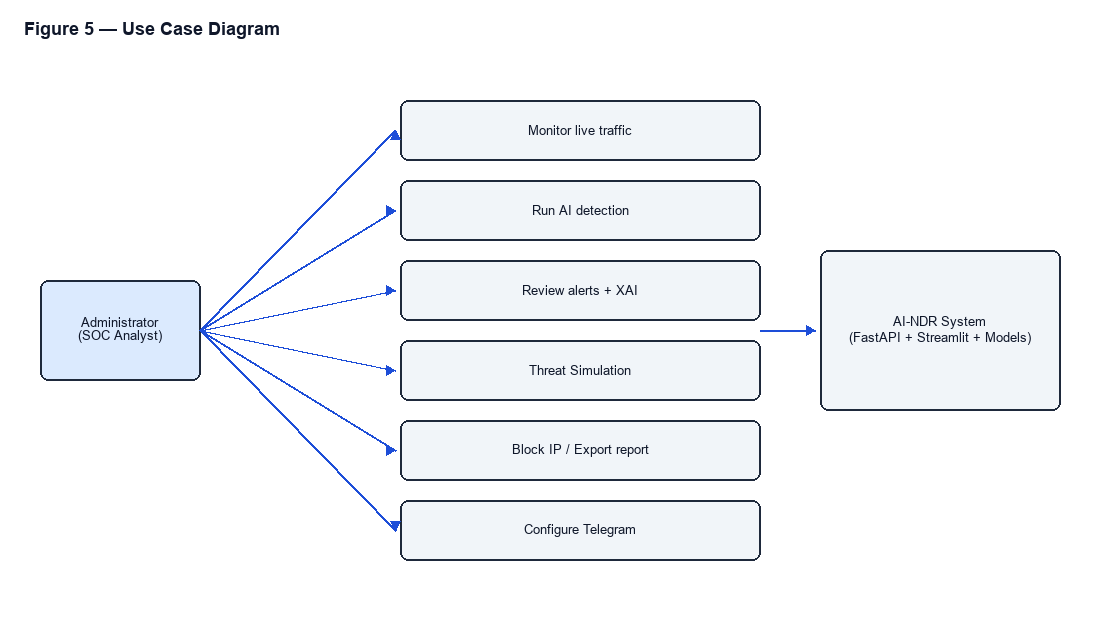 Figure 5 — Use Case Diagram
Monitor live traffic
Run AI detection
Review alerts + XAI
Threat Simulation
Block IP / Export report
Configure Telegram
Administrator
(SOC Analyst)
AI-NDR System
(FastAPI + Streamlit + Models)